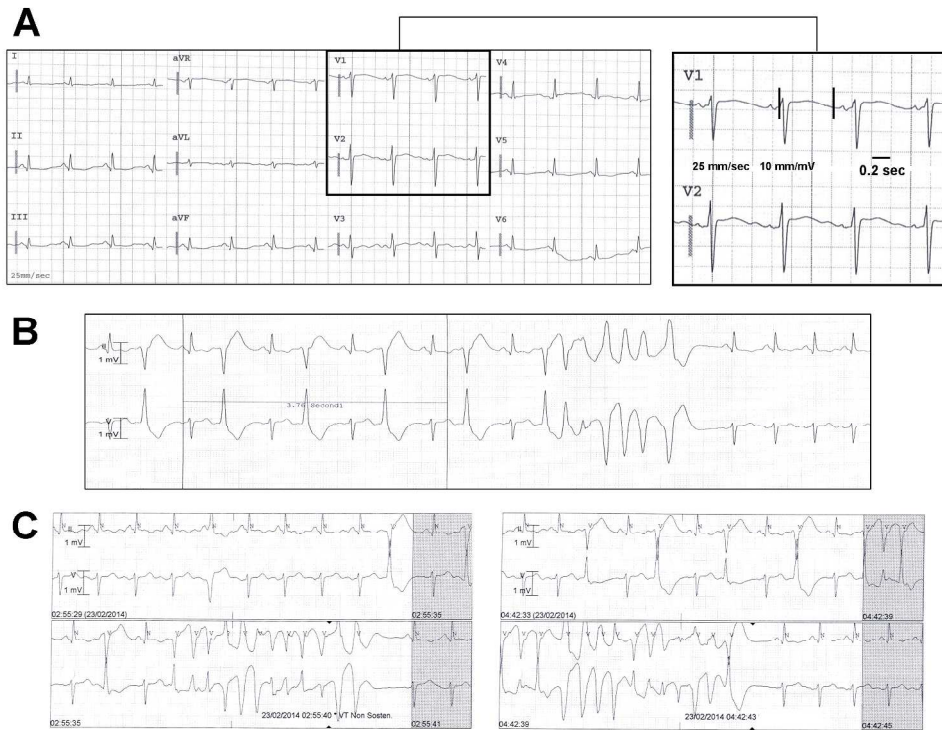 A
I
aVR
V1
V4
II
aVL
V2
V5
III
aVF
V3
V6
25mm/sec
V1
25 mm/sec 10 mm/mV
0.2 sec
V2
B
II
1 mV
3.76 Secondi
V
1 mV
C
N N N N N N N N N V N V
II
1 mV
V
1 mV
02:55:29 (23/02/2014)
02:55:35
23/02/2014 02:55:40 * VT Non Sosten.
02:55:35
02:55:41
II
1 mV
V
1 mV
04:42:33 (23/02/2014)
04:42:39
23/02/2014 04:42:43
04:42:39
04:42:45